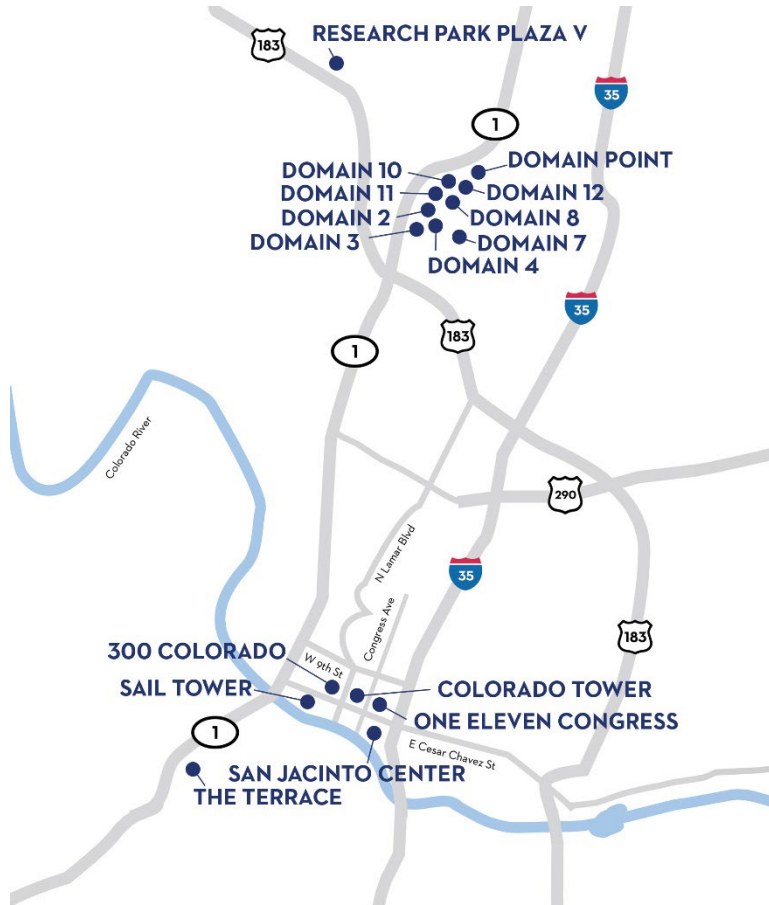 RESEARCH PARK PLAZA V
183
35
1
DOMAIN POINT
DOMAIN 10
DOMAIN 12
DOMAIN 11
DOMAIN 8
DOMAIN 2
DOMAIN 3
DOMAIN 7
DOMAIN 4
35
183
1
Colorado River
290
N Lamar Blvd
35
Congress Ave
183
300 COLORADO
W 9th St
SAIL TOWER
COLORADO TOWER
ONE ELEVEN CONGRESS
1
E Cesar Chavez St
SAN JACINTO CENTER
THE TERRACE